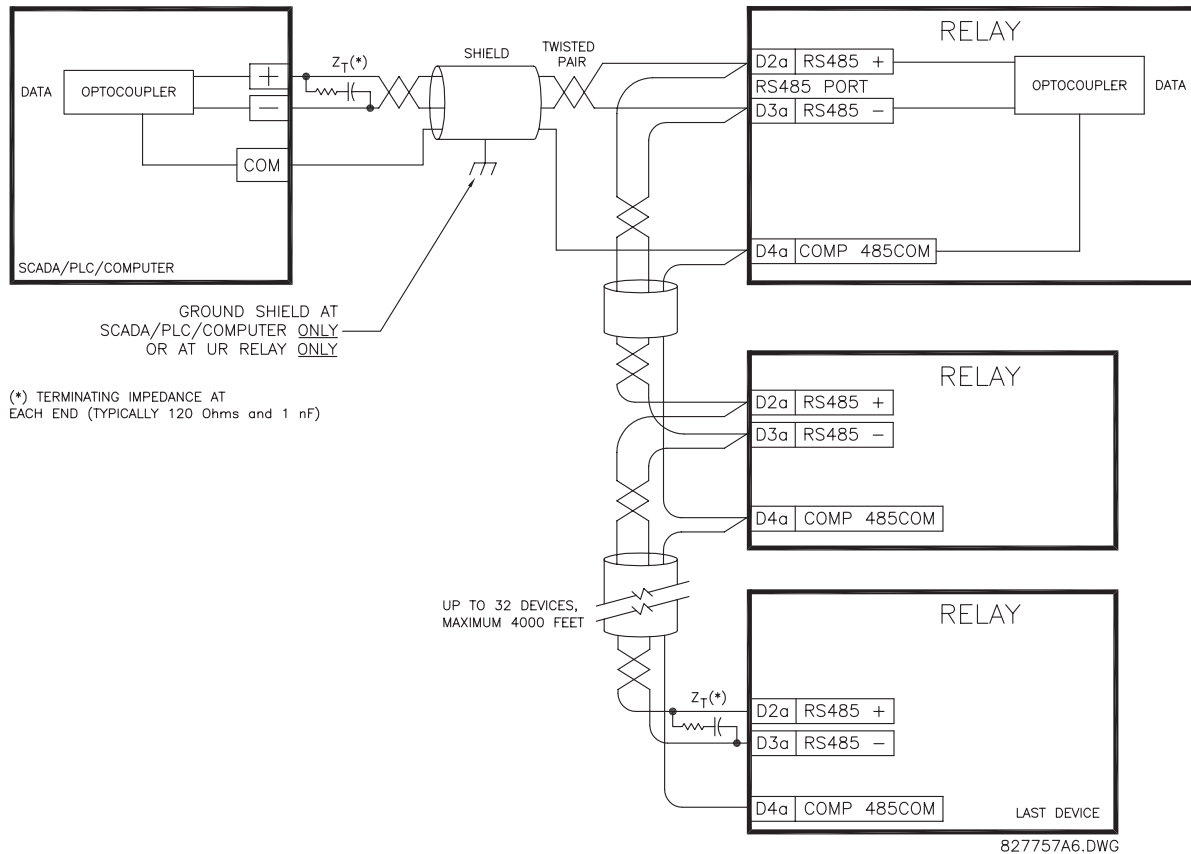 RELAY
SHIELD
TWISTED
PAIR
Z_T(*)
DATA
OPTOCOUPLER
+
−
COM
SCADA/PLC/COMPUTER
D2a RS485 +
RS485 PORT
D3a RS485 −
OPTOCOUPLER
DATA
D4a COMP 485COM
GROUND SHIELD AT
SCADA/PLC/COMPUTER ONLY
OR AT UR RELAY ONLY
(*) TERMINATING IMPEDANCE AT
EACH END (TYPICALLY 120 Ohms and 1 nF)
RELAY
D2a RS485 +
D3a RS485 −
D4a COMP 485COM
UP TO 32 DEVICES,
MAXIMUM 4000 FEET
RELAY
Z_T(*)
D2a RS485 +
D3a RS485 −
D4a COMP 485COM
LAST DEVICE
827757A6.DWG